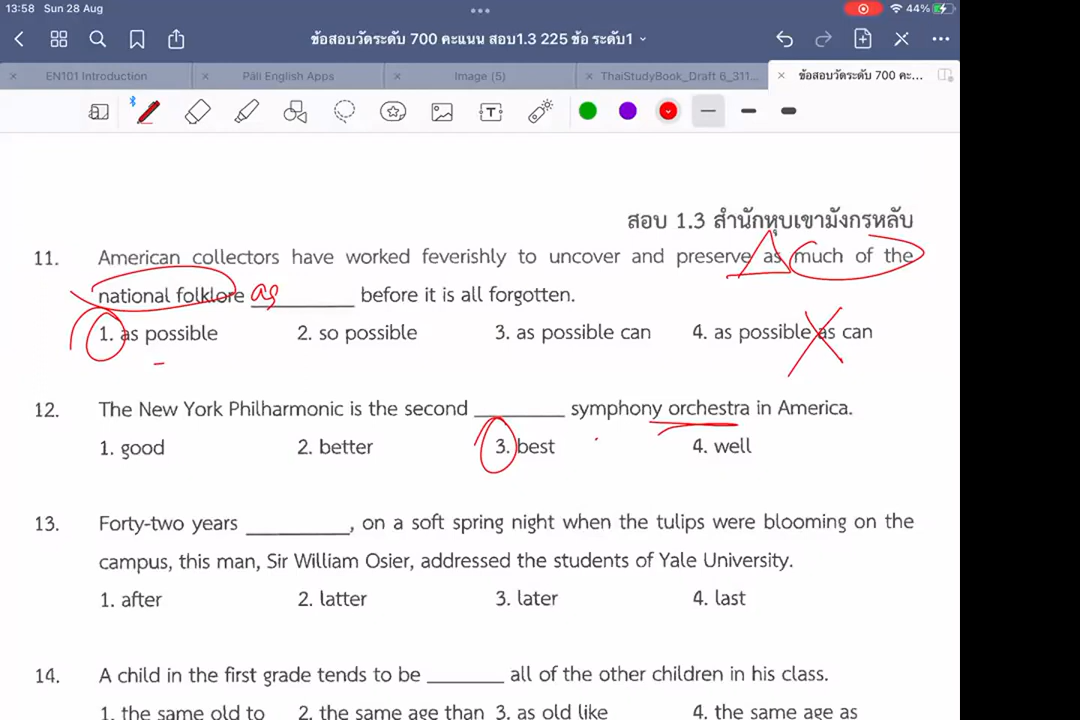 13:58 Sun 28 Aug
44%
ข้อสอบวัดระดับ 700 คะแนน สอบ1.3 225 ข้อ ระดับ1
EN101 Introduction
Pāli English Apps
Image (5)
ThaiStudyBook_Draft 6_311...
ข้อสอบวัดระดับ 700 คะ...
สอบ 1.3 สำนักหุบเขามังกรหลับ
11. American collectors have worked feverishly to uncover and preserve as much of the
national folklore as ________ before it is all forgotten.
1. as possible 2. so possible 3. as possible can 4. as possible as can
12. The New York Philharmonic is the second ________ symphony orchestra in America.
1. good 2. better 3. best 4. well
13. Forty-two years ________, on a soft spring night when the tulips were blooming on the
campus, this man, Sir William Osier, addressed the students of Yale University.
1. after 2. latter 3. later 4. last
14. A child in the first grade tends to be ________ all of the other children in his class.
1. the same old to 2. the same age than 3. as old like 4. the same age as